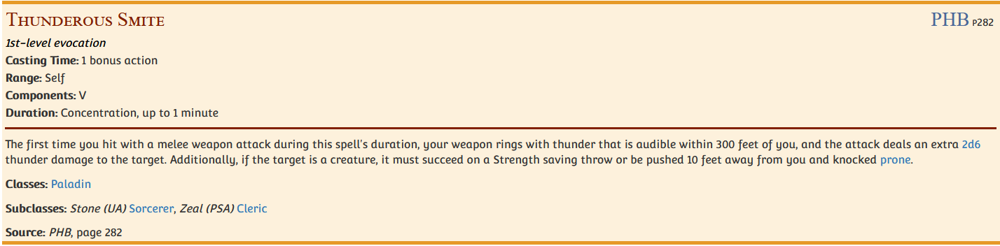 Thunderous Smite PHB P282
1st-level evocation
Casting Time: 1 bonus action
Range: Self
Components: V
Duration: Concentration, up to 1 minute
The first time you hit with a melee weapon attack during this spell's duration, your weapon rings with thunder that is audible within 300 feet of you, and the attack deals an extra 2d6
thunder damage to the target. Additionally, if the target is a creature, it must succeed on a Strength saving throw or be pushed 10 feet away from you and knocked prone.
Classes: Paladin
Subclasses: Stone (UA) Sorcerer, Zeal (PSA) Cleric
Source: PHB, page 282